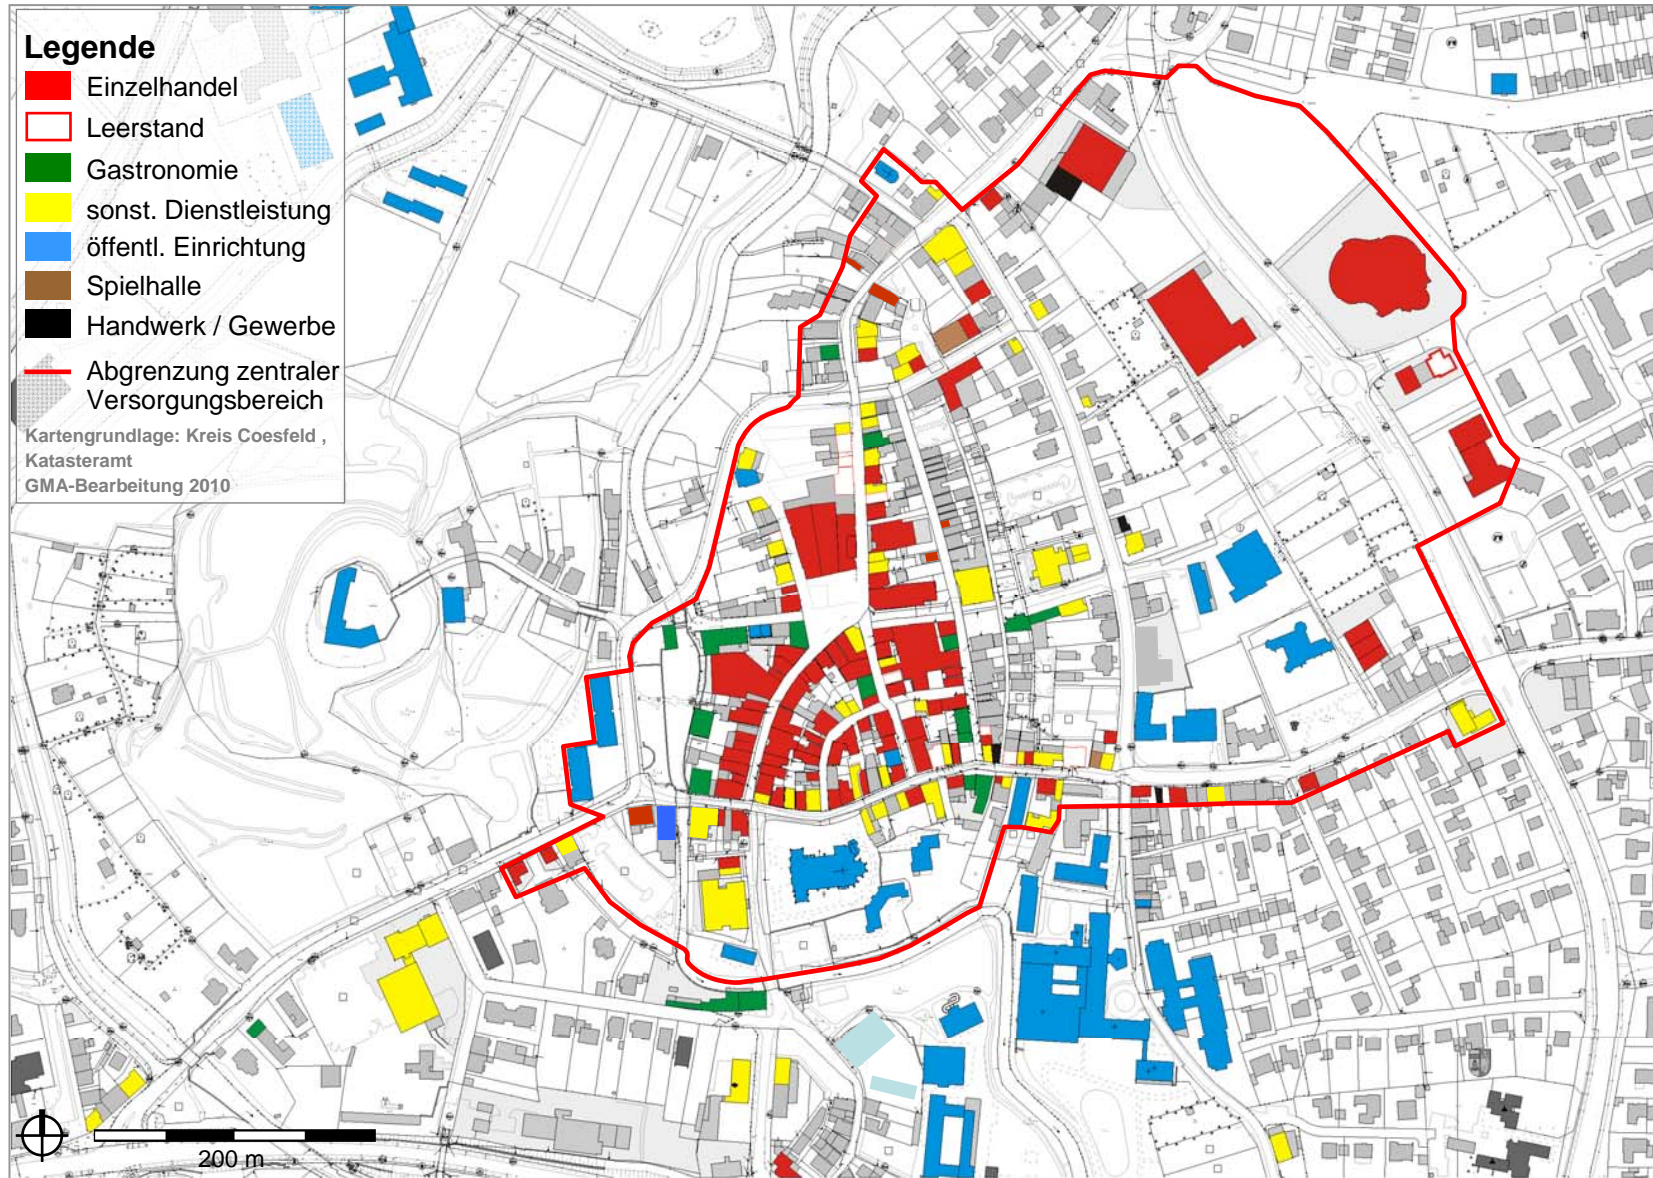 Legende
Einzelhandel
Leerstand
Gastronomie
sonst. Dienstleistung
öffentl. Einrichtung
Spielhalle
Handwerk / Gewerbe
Abgrenzung zentraler
Versorgungsbereich
Kartengrundlage: Kreis Coesfeld ,
Katasteramt
GMA-Bearbeitung 2010
200 m